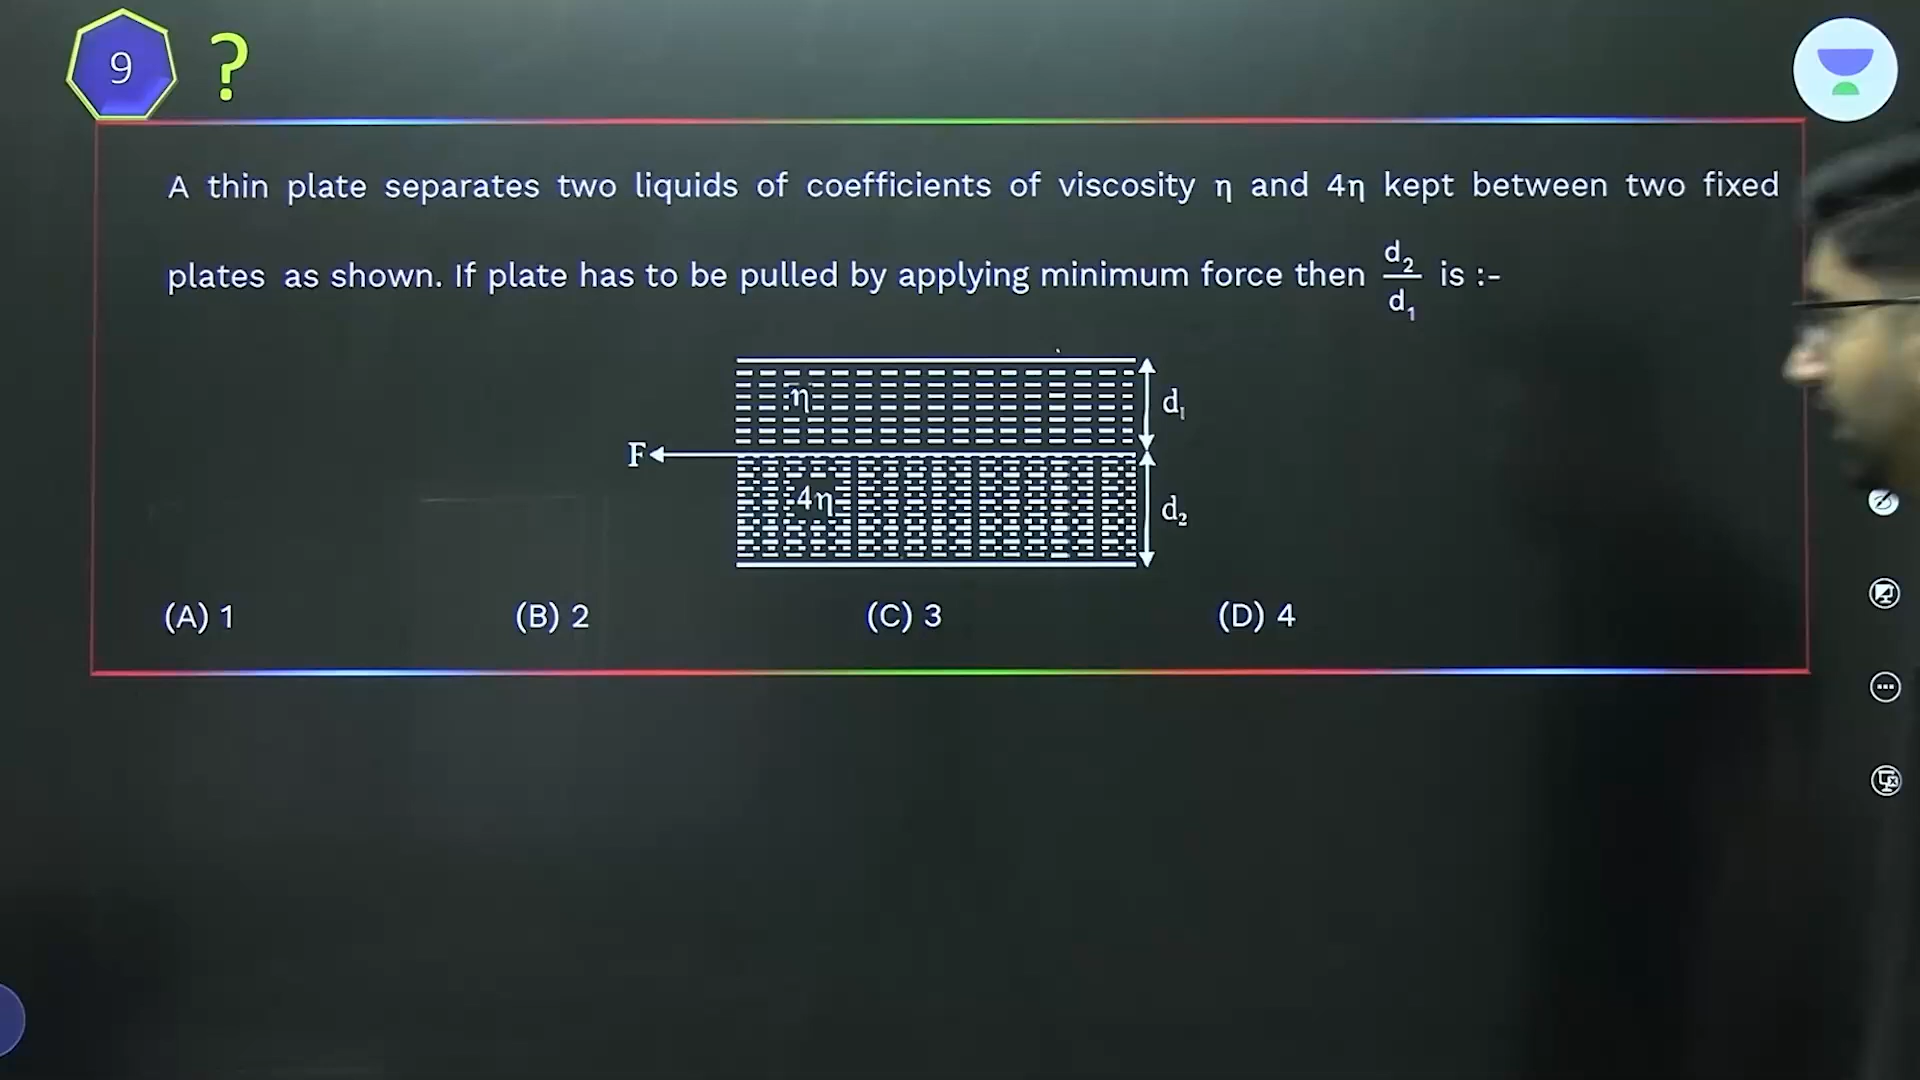 9 ?
A thin plate separates two liquids of coefficients of viscosity η and 4η kept between two fixed
plates as shown. If plate has to be pulled by applying minimum force then d₂/d₁ is :-
η
d₁
F
4η
d₂
(A) 1 (B) 2 (C) 3 (D) 4